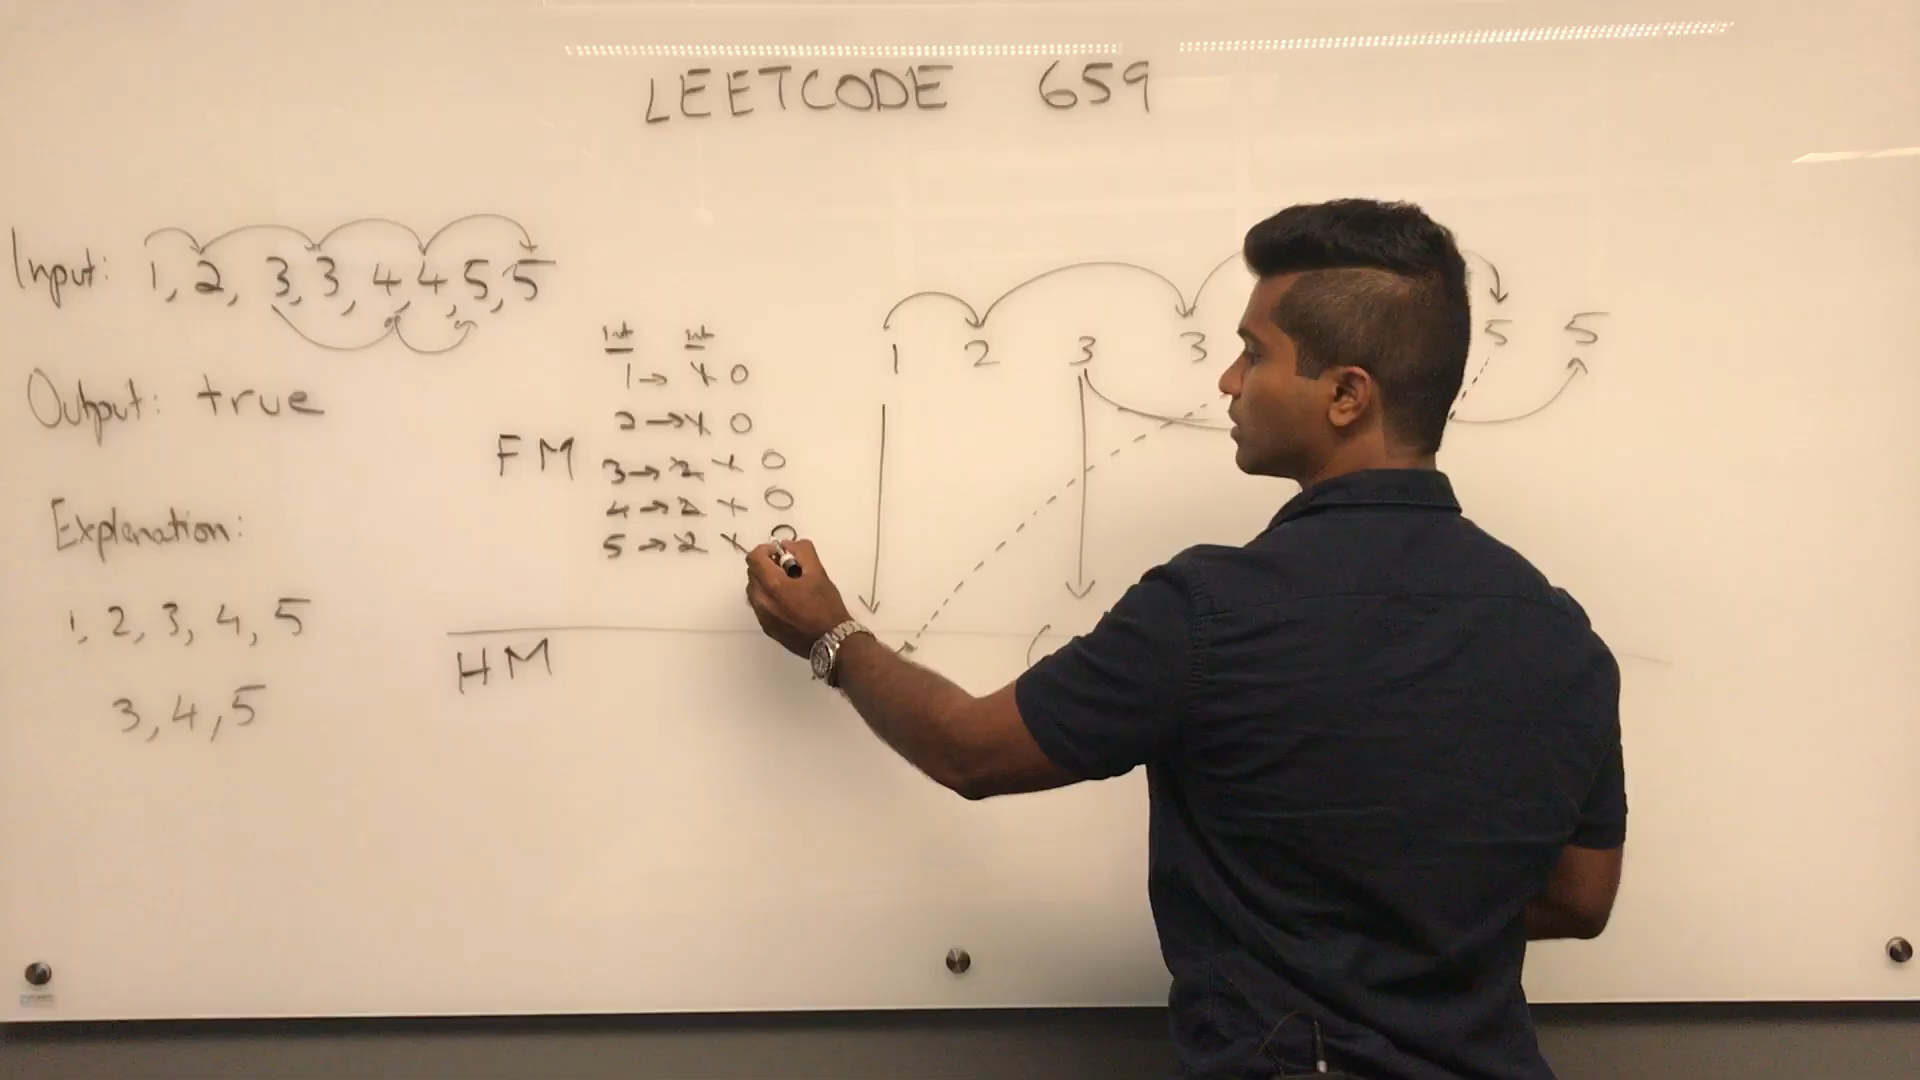 LEETCODE 659
Input: 1, 2, 3, 3, 4, 4, 5, 5
Output: true
Explanation:
1, 2, 3, 4, 5
3, 4, 5
FM
Int Int
1 → 1 0
2 → 1 0
3 → 2 1 0
4 → 2 1 0
5 → 2 1
HM
1 2 3 3 5 5